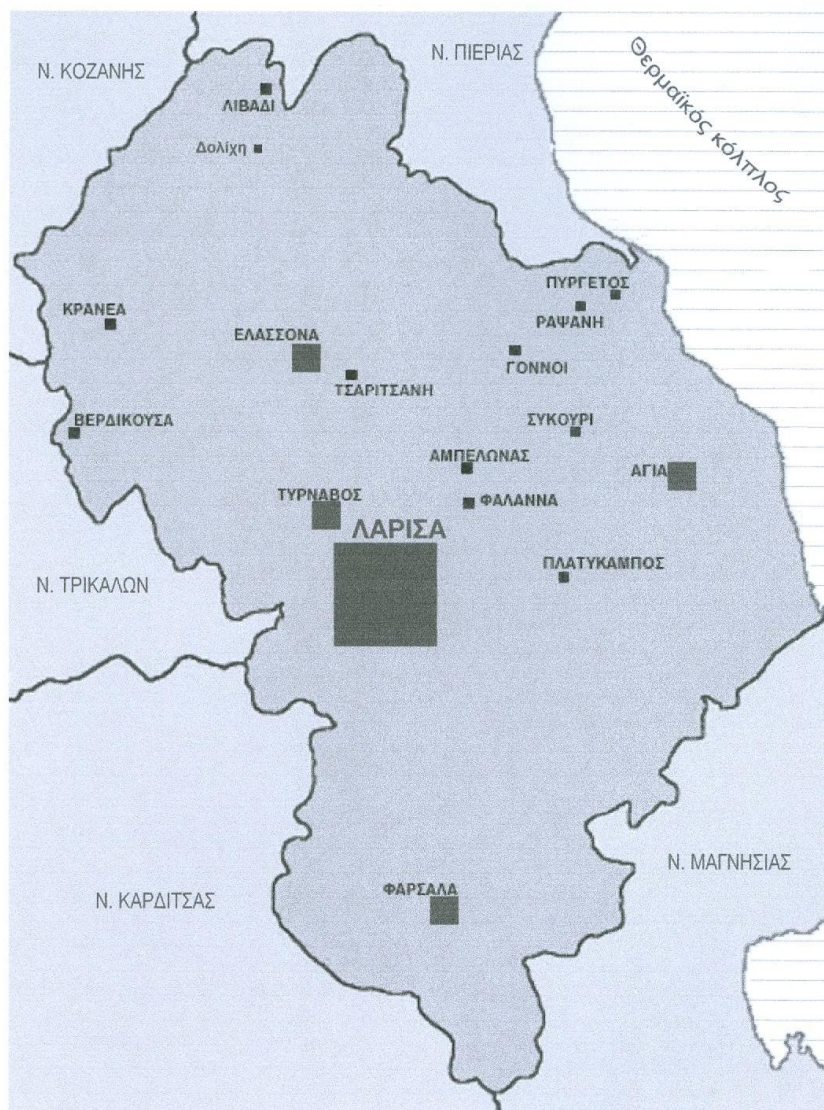 Ν. ΚΟΖΑΝΗΣ
Ν. ΠΙΕΡΙΑΣ
Θερμαϊκός κόλπλος
ΛΙΒΑΔΙ
Δολίχη
ΠΥΡΓΕΤΟΣ
ΚΡΑΝΕΑ
ΡΑΨΑΝΗ
ΕΛΑΣΣΟΝΑ
ΓΟΝΝΟΙ
ΤΣΑΡΙΤΣΑΝΗ
ΒΕΡΔΙΚΟΥΣΑ
ΣΥΚΟΥΡΙ
ΑΜΠΕΛΩΝΑΣ
ΑΓΙΑ
ΤΥΡΝΑΒΟΣ
ΦΑΛΑΝΝΑ
ΛΑΡΙΣΑ
ΠΛΑΤΥΚΑΜΠΟΣ
Ν. ΤΡΙΚΑΛΩΝ
Ν. ΜΑΓΝΗΣΙΑΣ
ΦΑΡΣΑΛΑ
Ν. ΚΑΡΔΙΤΣΑΣ